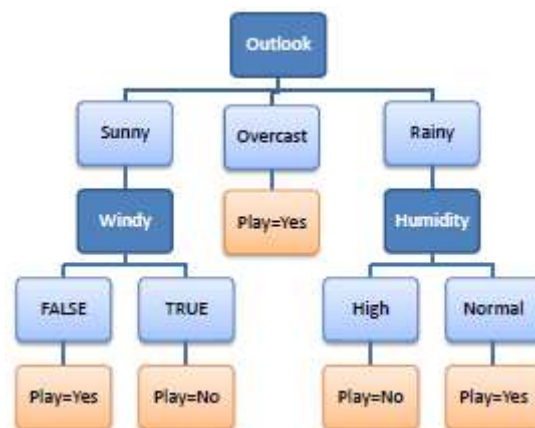 Outlook
Sunny
Overcast
Rainy
Windy
Play=Yes
Humidity
FALSE
TRUE
High
Normal
Play=Yes
Play=No
Play=No
Play=Yes